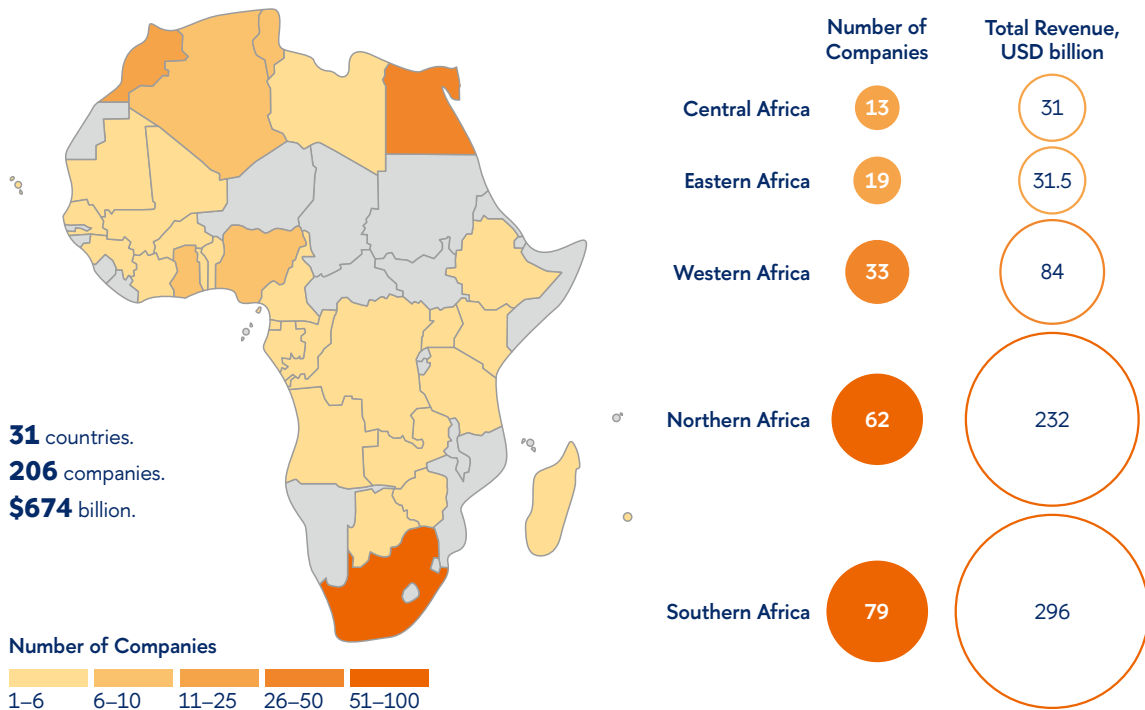 Number of Companies
Total Revenue, USD billion
Central Africa 13 31
Eastern Africa 19 31.5
Western Africa 33 84
Northern Africa 62 232
Southern Africa 79 296
31 countries.
206 companies.
$674 billion.
Number of Companies
1–6 6–10 11–25 26–50 51–100